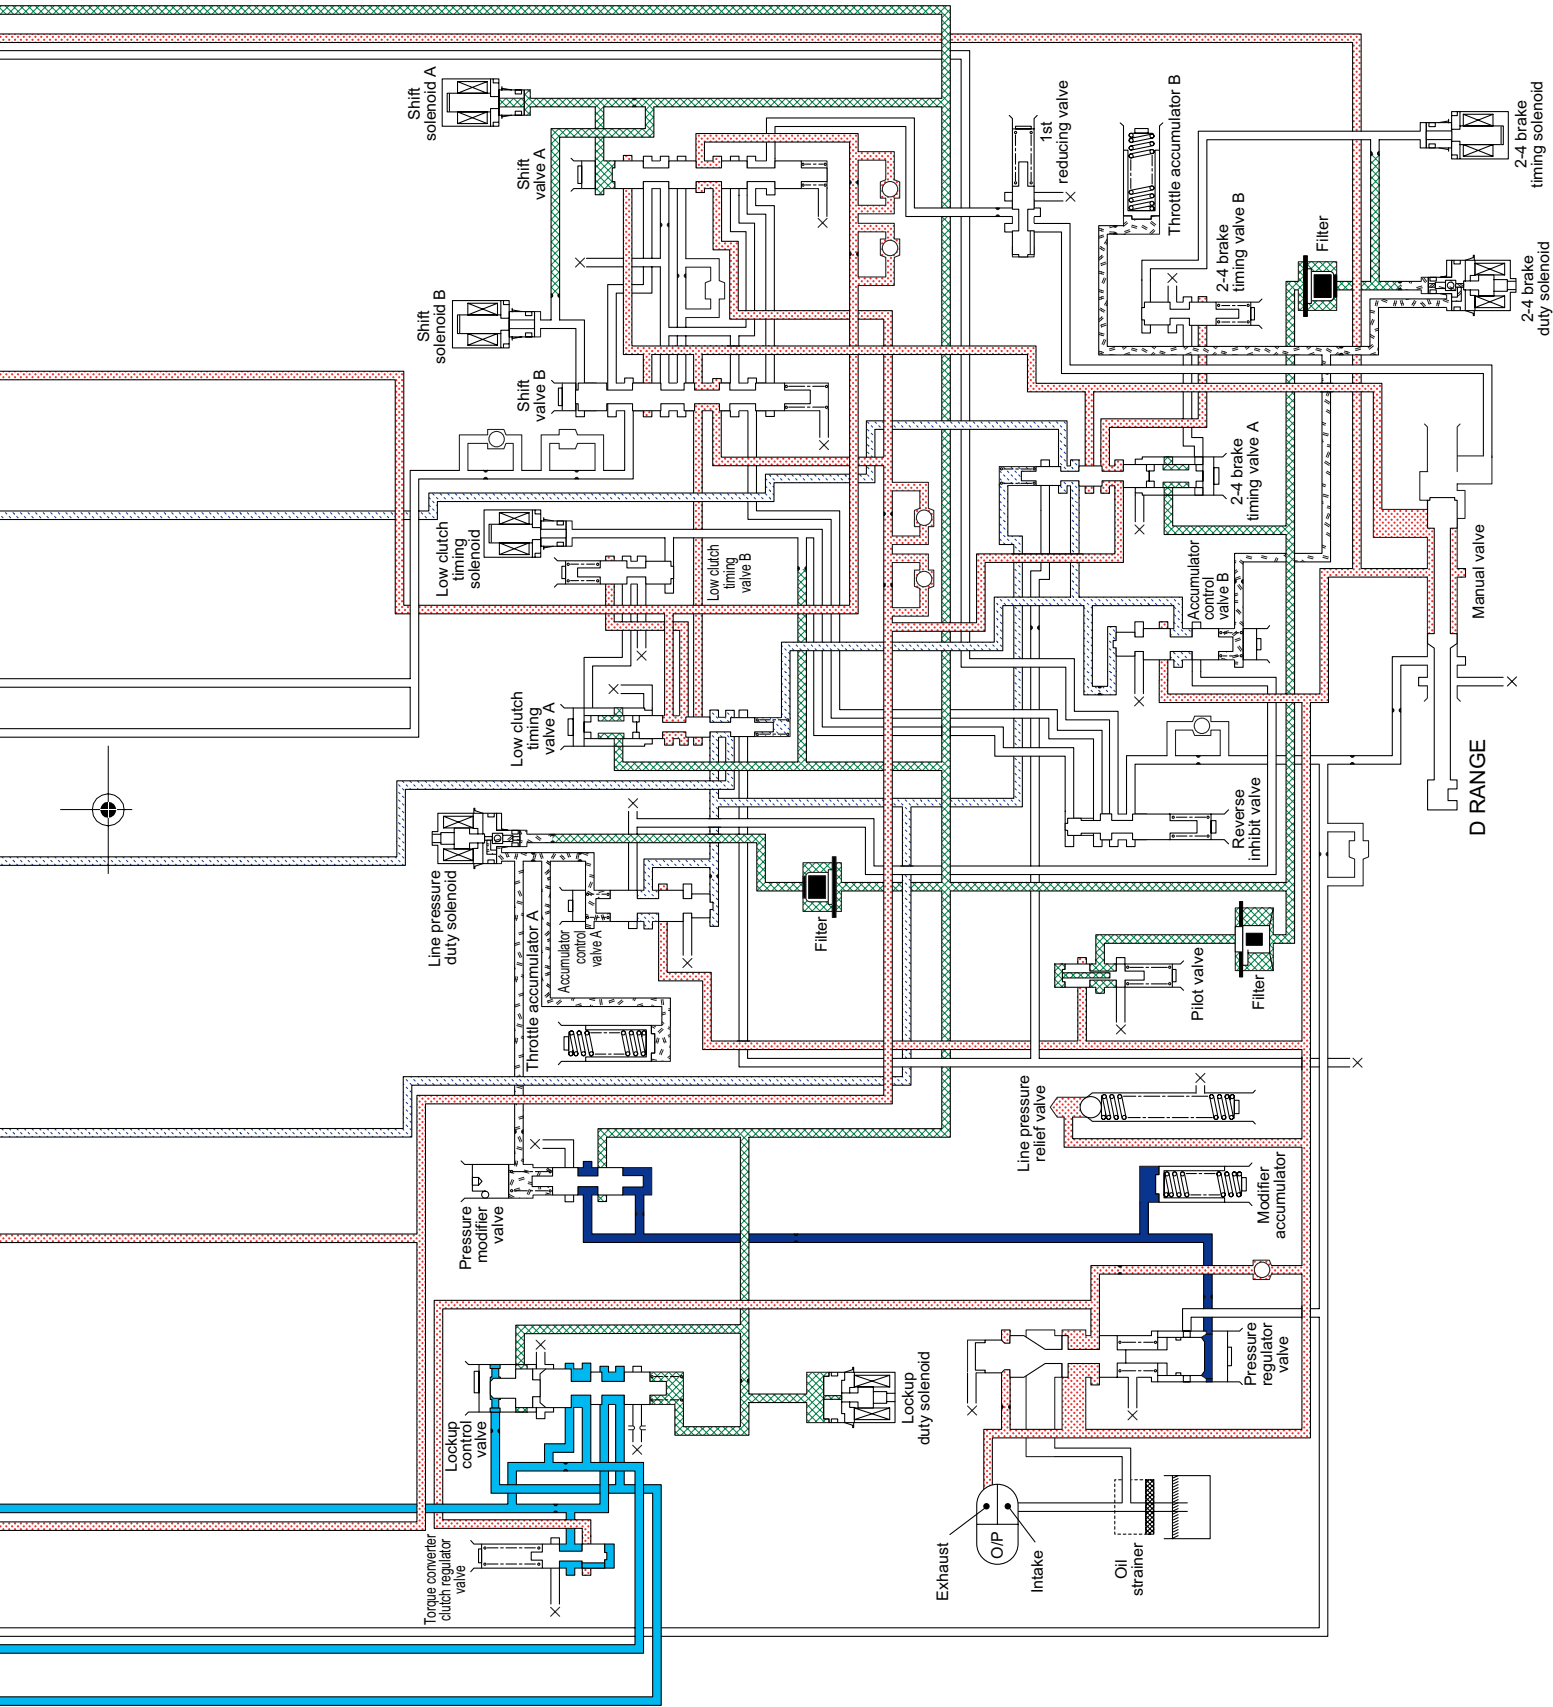 Shift
solenoid A
Shift
valve A
Shift
solenoid B
Shift
valve B
Low clutch
timing
solenoid
Low clutch
timing
valve B
Low clutch
timing
valve A
Line pressure
duty solenoid
Throttle accumulator A
Accumulator
control
valve A
Pressure
modifier
valve
Lockup
control
valve
Torque converter
clutch regulator
valve
Lockup
duty solenoid
Filter
1st
reducing valve
Throttle accumulator B
2-4 brake
timing solenoid
2-4 brake
timing valve B
Filter
2-4 brake
duty solenoid
2-4 brake
timing valve A
Accumulator
control
valve B
Manual valve
D RANGE
Reverse
inhibit valve
Pilot valve
Filter
Line pressure
relief valve
Modifier
accumulator
Pressure
regulator
valve
Exhaust
O/P
Intake
Oil
strainer